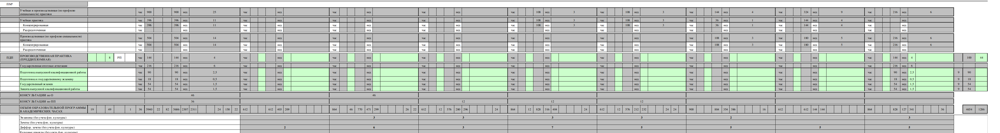 ПМ*
Учебная и производственная (по профилю специальности) практики час 900 900 нед 25 час нед час нед час нед час 108 нед 3 час 108 нед 3 час 144 нед 4 час 324 нед 9 час 216 нед 6
Учебная практика час 396 396 нед 11 час нед час нед час нед час 108 нед 3 час 108 нед 3 час 36 нед 1 час 144 нед 4 час нед
Концентрированная час 396 396 нед 11 час нед час нед час нед час 108 нед 3 час 108 нед 3 час 36 нед 1 час 144 нед 4 час нед
Рассредоточенная час нед час нед час нед час нед час нед час нед час нед час нед час нед
Производственная (по профилю специальности) практика час 504 504 нед 14 час нед час нед час нед час нед час нед час 108 нед 3 час 180 нед 5 час 216 нед 6
Концентрированная час 504 504 нед 14 час нед час нед час нед час нед час нед час 108 нед 3 час 180 нед 5 час 216 нед 6
Рассредоточенная час нед час нед час нед час нед час нед час нед час нед час нед час нед
ПДП ПРОИЗВОДСТВЕННАЯ ПРАКТИКА (ПРЕДДИПЛОМНАЯ) 8 РП час 144 144 нед 4 час нед час нед час нед час нед час нед час нед час нед час 144 нед 4 100 44
Государственная итоговая аттестация час 216 216 нед 6 час нед час нед час нед час нед час нед час нед час нед час 216 нед 6
Подготовка выпускной квалификационной работы час 90 90 нед 2,5 час нед час нед час нед час нед час нед час нед час нед час 90 нед 2,5 9 90
Подготовка к государственному экзамену час 18 18 нед 0,5 час нед час нед час нед час нед час нед час нед час нед час 18 нед 0,5 9 18
Государственный экзамен час 54 54 нед 1,5 час нед час нед час нед час нед час нед час нед час нед час 54 нед 1,5 9 54
Защита выпускной квалификационной работы час 54 54 нед 1,5 час нед час нед час нед час нед час нед час нед час нед час 54 нед 1,5 9 54
КОНСУЛЬТАЦИИ по О 46 46
КОНСУЛЬТАЦИИ по ПП 36 12 12 12
ОБЪЕМ ОБРАЗОВАТЕЛЬНОЙ ПРОГРАММЫ В АКАДЕМИЧЕСКИХ ЧАСАХ 19 49 1 36 5940 22 82 5686 2307 2311 24 150 22 612 612 403 209 864 46 770 471 299 26 22 612 12 576 280 296 24 864 12 828 316 404 24 612 12 576 212 232 24 24 900 884 354 386 16 612 612 144 144 864 828 127 341 36 4654 1286
Экзамены (без учета физ. культуры) 3 3 3 3 2 3
Зачеты (без учета физ. культуры)
Диффер. зачеты (без учета физ. культуры) 2 6 3 7 5 5 5 5
Курсовые проекты (без учета физ. культуры)